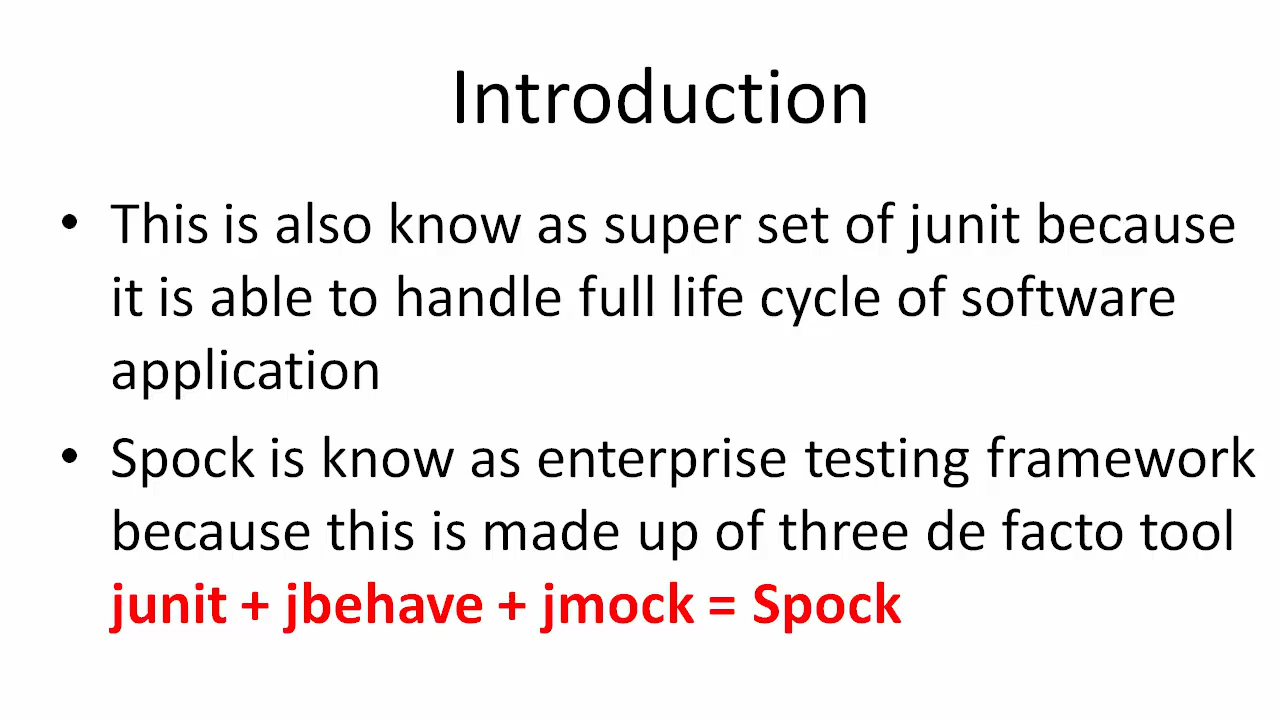 Introduction
• This is also know as super set of junit because
it is able to handle full life cycle of software
application
• Spock is know as enterprise testing framework
because this is made up of three de facto tool
junit + jbehave + jmock = Spock